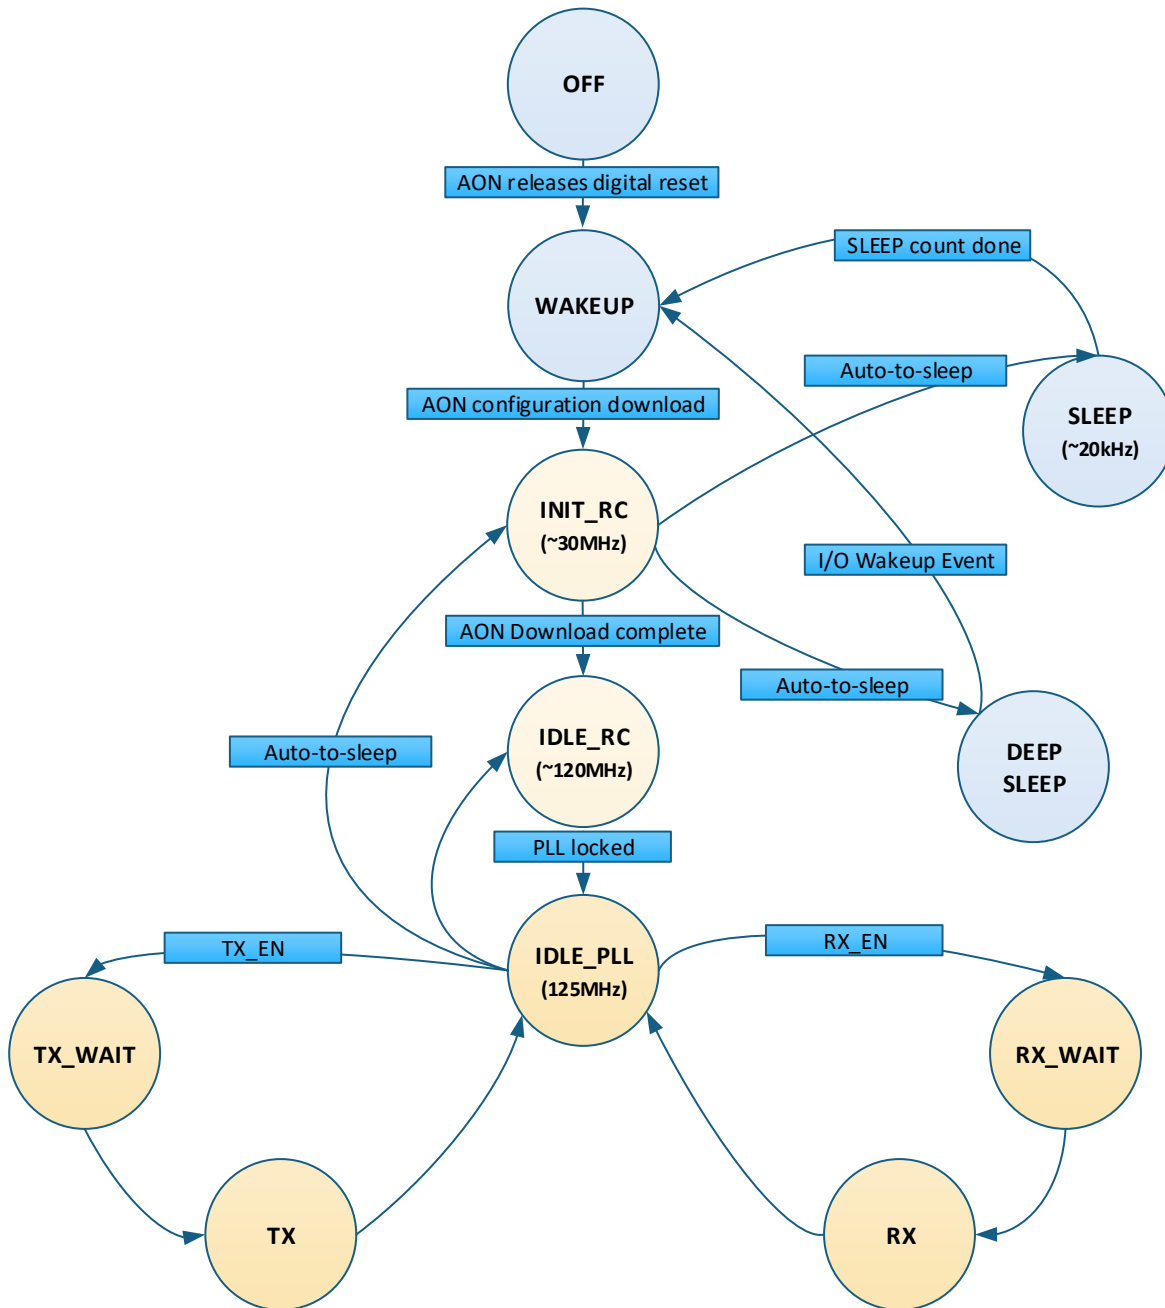 OFF
AON releases digital reset
SLEEP count done
WAKEUP
Auto-to-sleep
AON configuration download
SLEEP
(~20kHz)
INIT_RC
(~30MHz)
I/O Wakeup Event
AON Download complete
Auto-to-sleep
IDLE_RC
(~120MHz)
Auto-to-sleep
DEEP
SLEEP
PLL locked
TX_EN
RX_EN
IDLE_PLL
(125MHz)
TX_WAIT
RX_WAIT
TX
RX